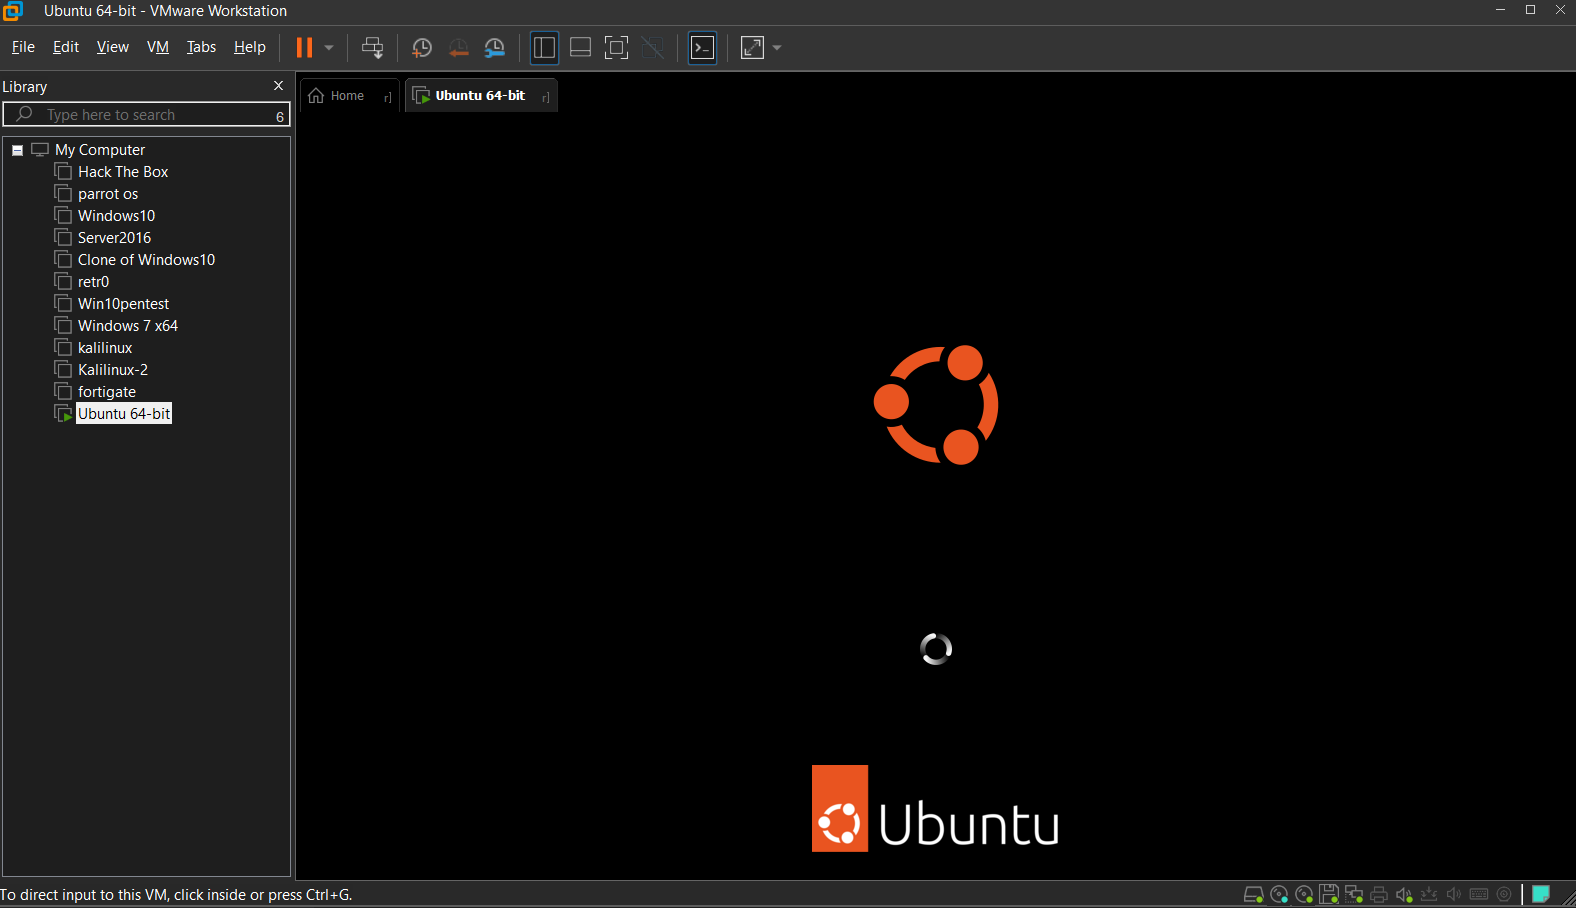 Ubuntu 64-bit - VMware Workstation
File Edit View VM Tabs Help
Library
Type here to search
Home
Ubuntu 64-bit
My Computer
Hack The Box
parrot os
Windows10
Server2016
Clone of Windows10
retr0
Win10pentest
Windows 7 x64
kalilinux
Kalilinux-2
fortigate
Ubuntu 64-bit
Ubuntu
To direct input to this VM, click inside or press Ctrl+G.